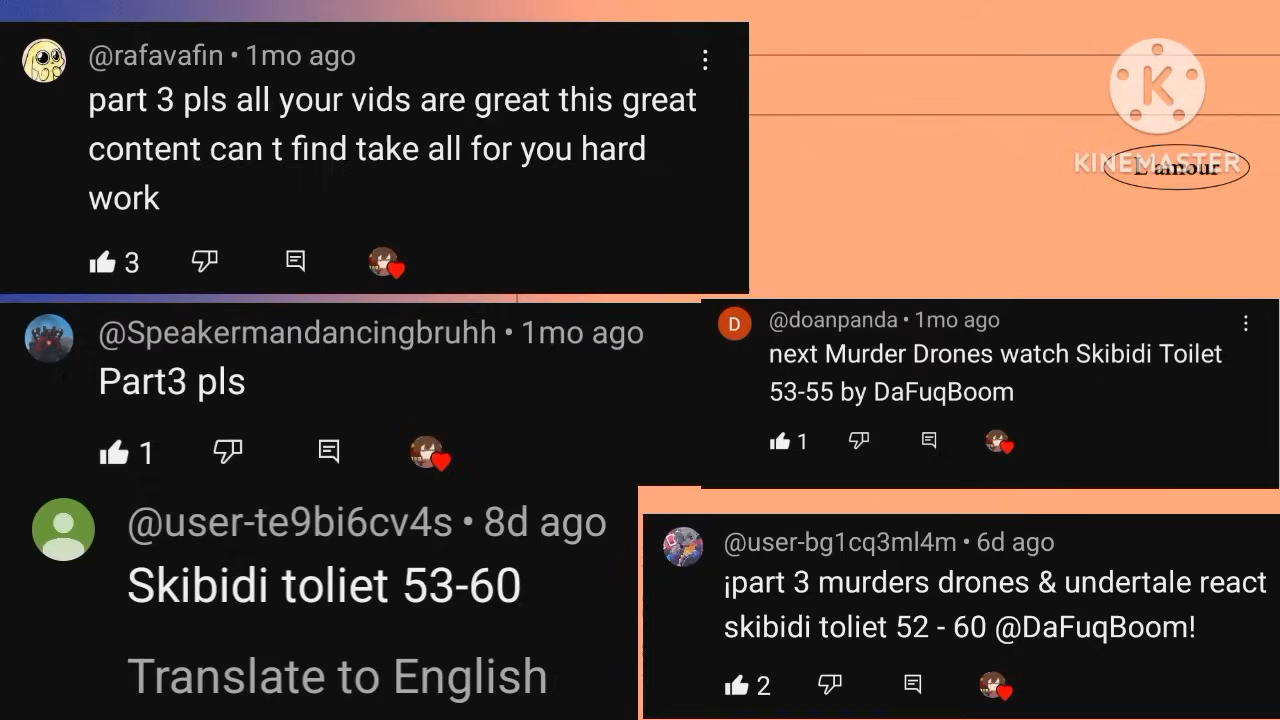 @rafavafin • 1mo ago
part 3 pls all your vids are great this great
content can t find take all for you hard
work
3
K
KINEMASTER
L'amour
@Speakermandancingbruhh • 1mo ago
Part3 pls
1
D
@doanpanda • 1mo ago
next Murder Drones watch Skibidi Toilet
53-55 by DaFuqBoom
1
@user-te9bi6cv4s • 8d ago
Skibidi toliet 53-60
Translate to English
@user-bg1cq3ml4m • 6d ago
¡part 3 murders drones & undertale react
skibidi toliet 52 - 60 @DaFuqBoom!
2